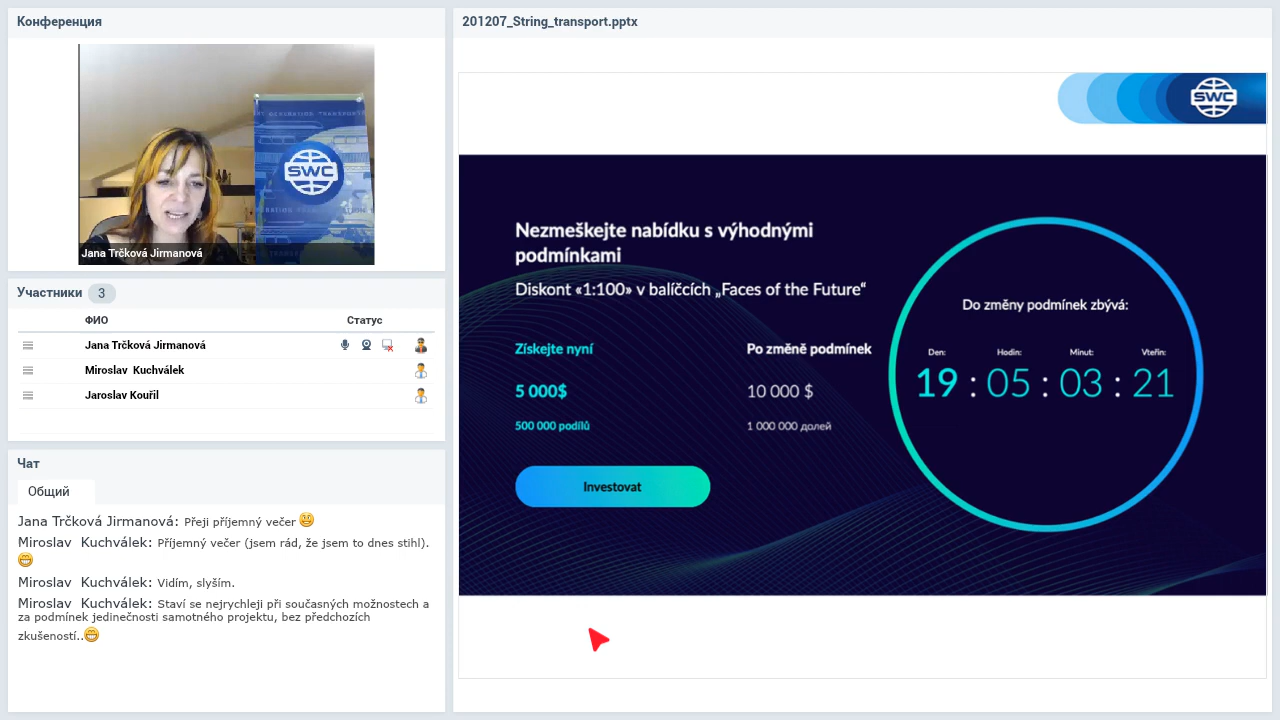 Конференция
SWC
Jana Trčková Jirmanová
Участники 3
ФИО Статус
Jana Trčková Jirmanová
Miroslav Kuchválek
Jaroslav Kouřil
Чат
Общий
Jana Trčková Jirmanová: Přeji příjemný večer
Miroslav Kuchválek: Příjemný večer (jsem rád, že jsem to dnes stihl).
Miroslav Kuchválek: Vidím, slyším.
Miroslav Kuchválek: Staví se nejrychleji při současných možnostech a
za podmínek jedinečnosti samotného projektu, bez předchozích
zkušeností..
201207_String_transport.pptx
SWC
Nezmeškejte nabídku s výhodnými
podmínkami
Diskont «1:100» v balíčcích „Faces of the Future“
Získejte nyní Po změně podmínek
5 000$ 10 000 $
500 000 podílů 1 000 000 долей
Investovat
Do změny podmínek zbývá:
Den: Hodin: Minut: Vteřin:
19 : 05 : 03 : 21